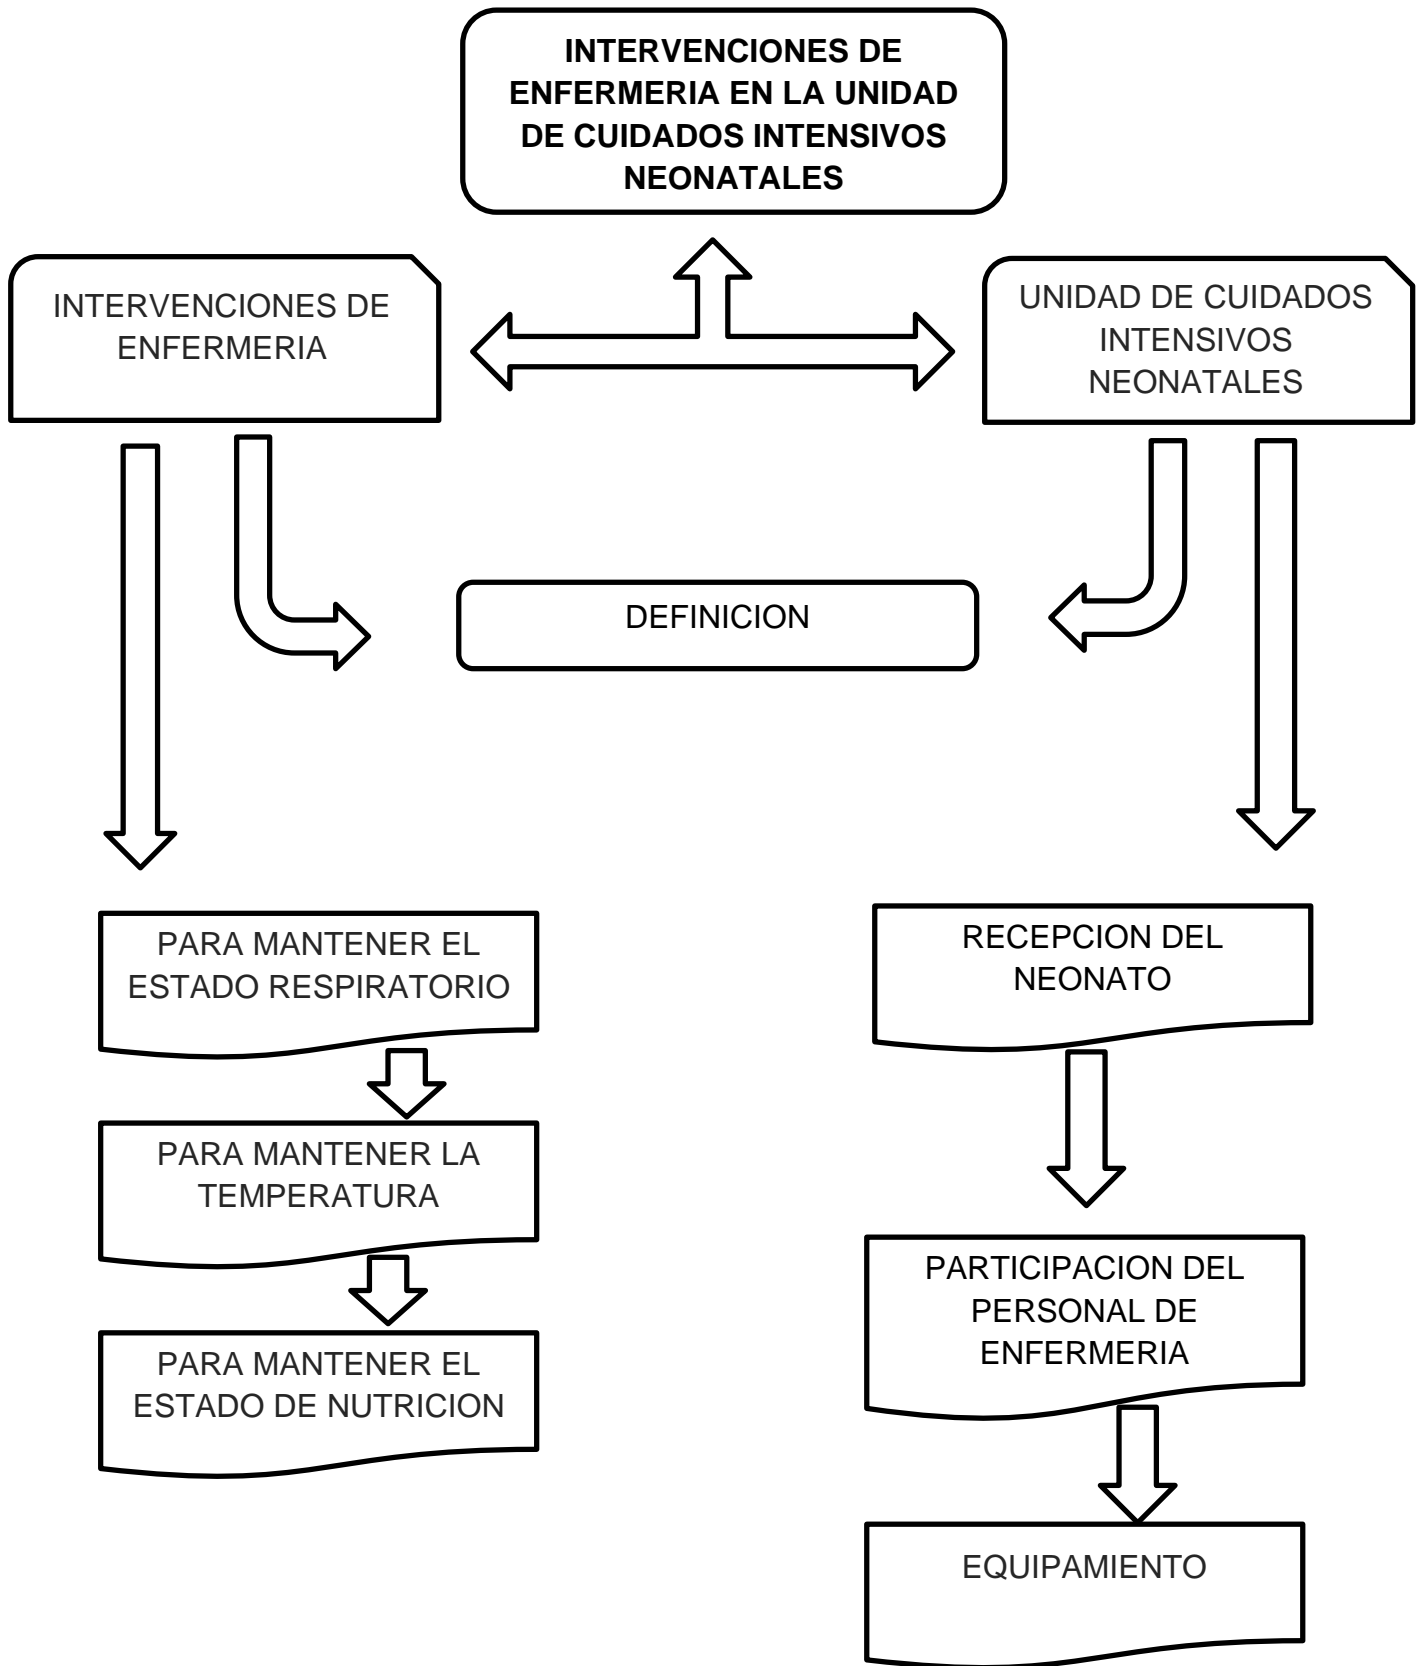 INTERVENCIONES DE
ENFERMERIA EN LA UNIDAD
DE CUIDADOS INTENSIVOS
NEONATALES
INTERVENCIONES DE
ENFERMERIA
UNIDAD DE CUIDADOS
INTENSIVOS
NEONATALES
DEFINICION
PARA MANTENER EL
ESTADO RESPIRATORIO
PARA MANTENER LA
TEMPERATURA
PARA MANTENER EL
ESTADO DE NUTRICION
RECEPCION DEL
NEONATO
PARTICIPACION DEL
PERSONAL DE
ENFERMERIA
EQUIPAMIENTO